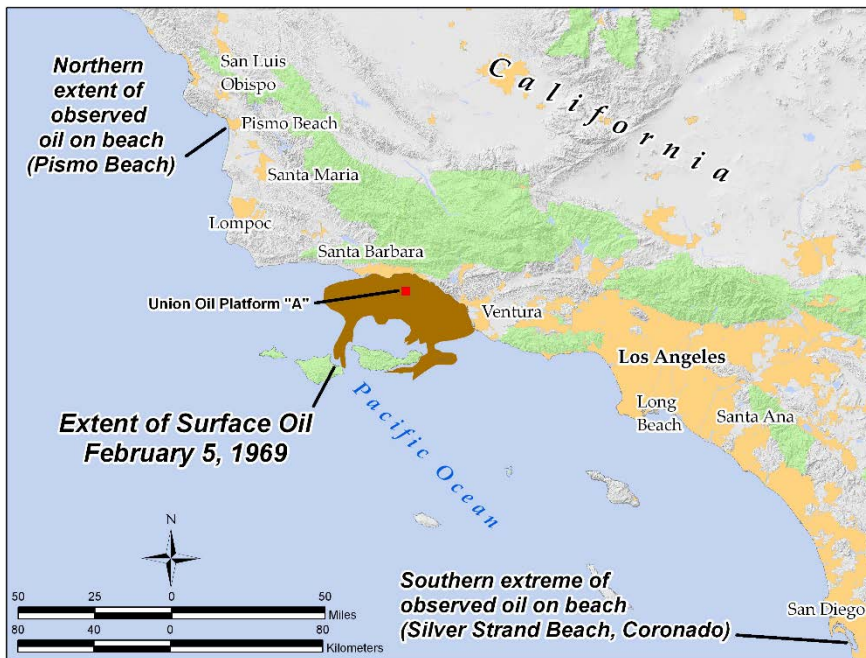 Northern
extent of
observed
oil on beach
(Pismo Beach)
San Luis
Obispo
Pismo Beach
Santa Maria
Lompoc
California
Santa Barbara
Union Oil Platform "A"
Ventura
Los Angeles
Long
Beach
Santa Ana
Extent of Surface Oil
February 5, 1969
Pacific Ocean
N
50 25 0 50
Miles
80 40 0 80
Kilometers
Southern extreme of
observed oil on beach
(Silver Strand Beach, Coronado)
San Diego